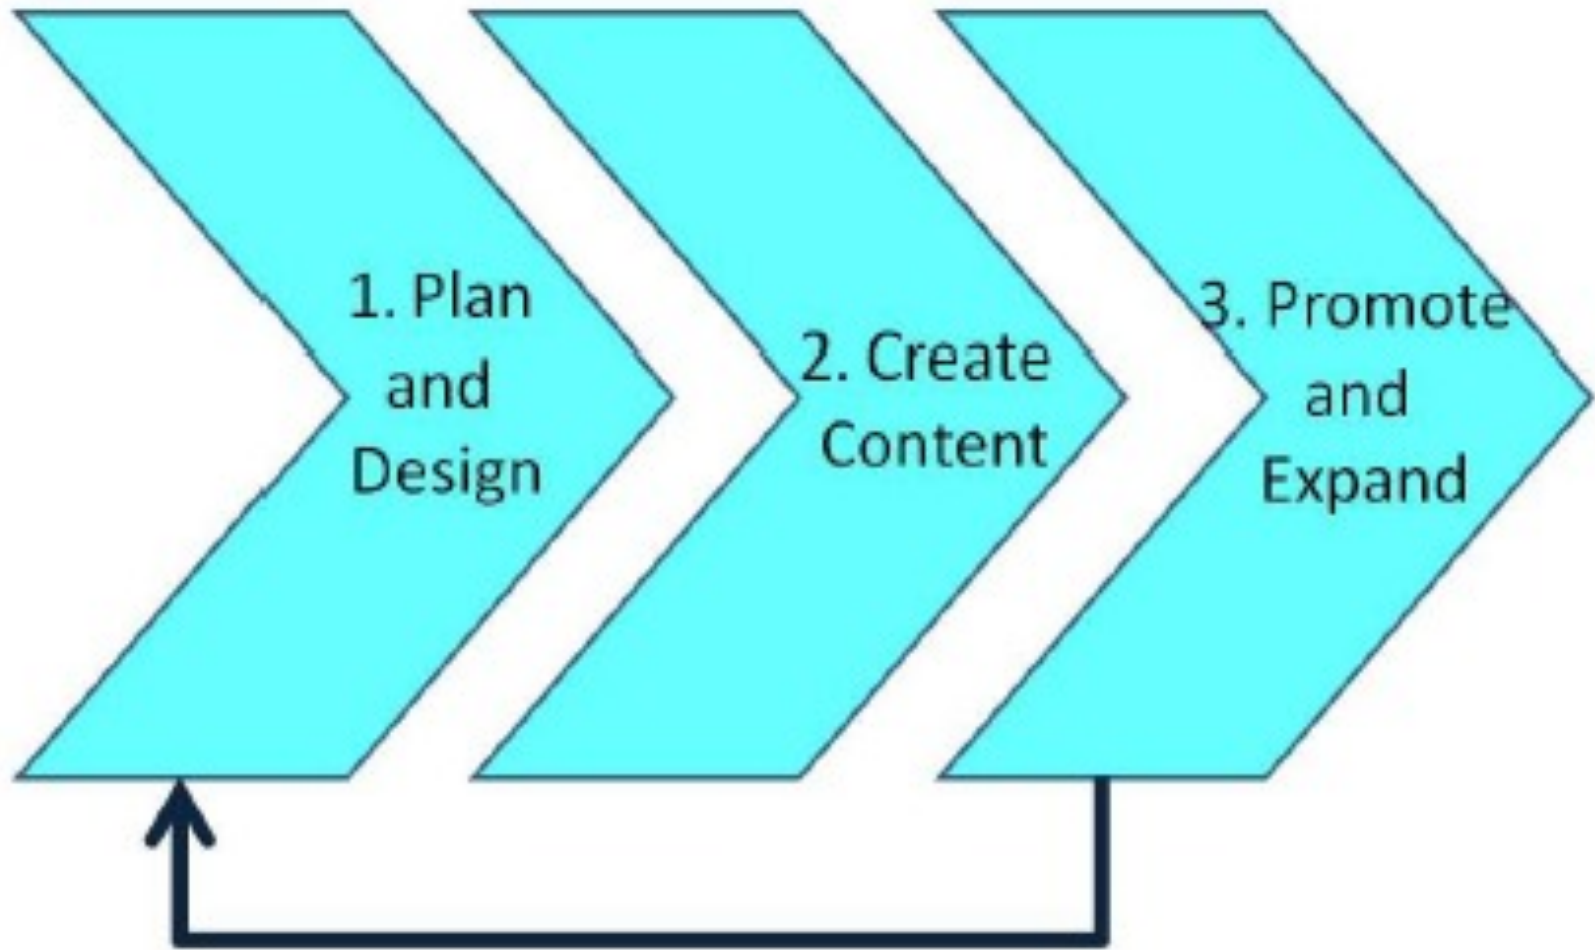 1. Plan
and
Design
2. Create
Content
3. Promote
and
Expand